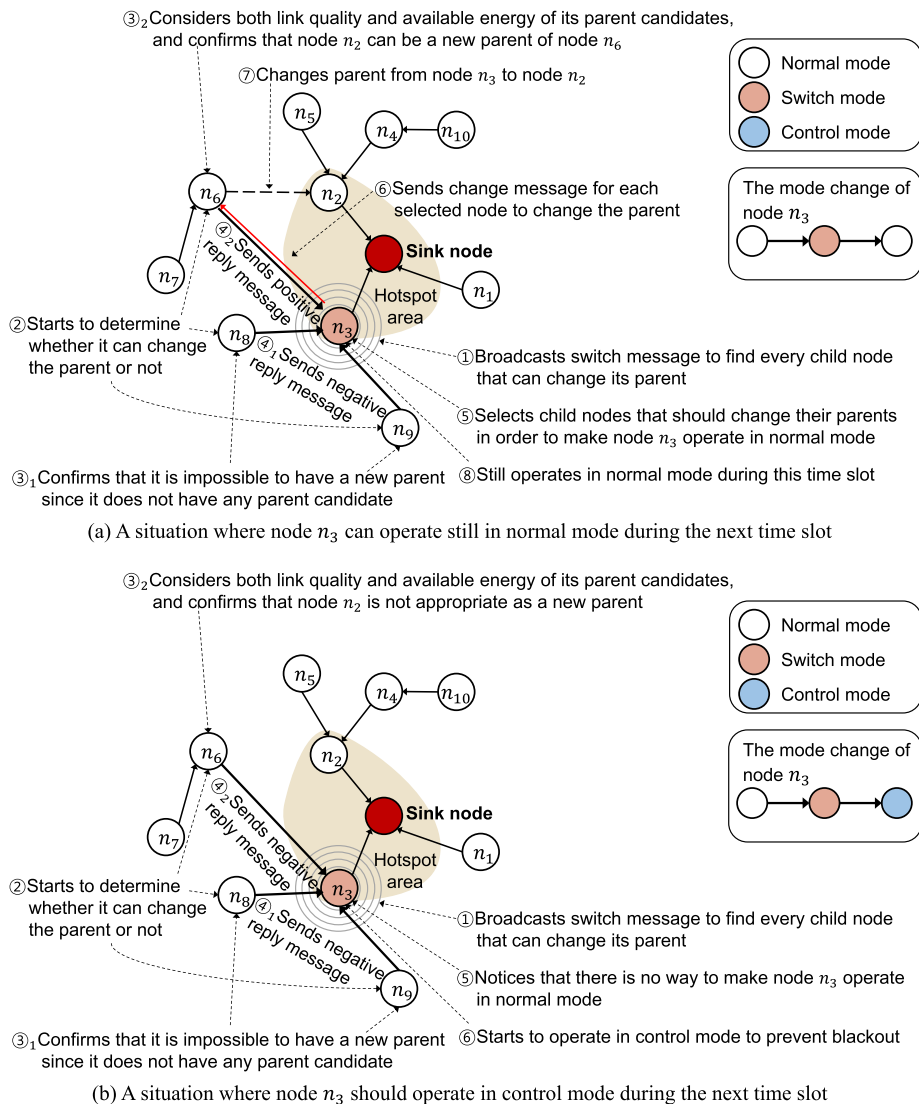 ③₂Considers both link quality and available energy of its parent candidates,
and confirms that node n₂ can be a new parent of node n₆
⑦Changes parent from node n₃ to node n₂
Normal mode
Switch mode
Control mode
n₅
n₄
n₁₀
n₆
n₂
⑥Sends change message for each
selected node to change the parent
The mode change of
node n₃
④₂Sends positive
reply message
Sink node
n₇
n₁
Hotspot
area
②Starts to determine
whether it can change
the parent or not
n₈
n₃
④₁Sends negative
reply message
①Broadcasts switch message to find every child node
that can change its parent
⑤Selects child nodes that should change their parents
in order to make node n₃ operate in normal mode
n₉
③₁Confirms that it is impossible to have a new parent
since it does not have any parent candidate
⑧Still operates in normal mode during this time slot
(a) A situation where node n₃ can operate still in normal mode during the next time slot
③₂Considers both link quality and available energy of its parent candidates,
and confirms that node n₂ is not appropriate as a new parent
Normal mode
Switch mode
Control mode
n₅
n₄
n₁₀
n₆
n₂
The mode change of
node n₃
④₂Sends negative
reply message
Sink node
n₇
n₁
Hotspot
area
②Starts to determine
whether it can change
the parent or not
n₈
n₃
④₁Sends negative
reply message
①Broadcasts switch message to find every child node
that can change its parent
⑤Notices that there is no way to make node n₃ operate
in normal mode
n₉
③₁Confirms that it is impossible to have a new parent
since it does not have any parent candidate
⑥Starts to operate in control mode to prevent blackout
(b) A situation where node n₃ should operate in control mode during the next time slot